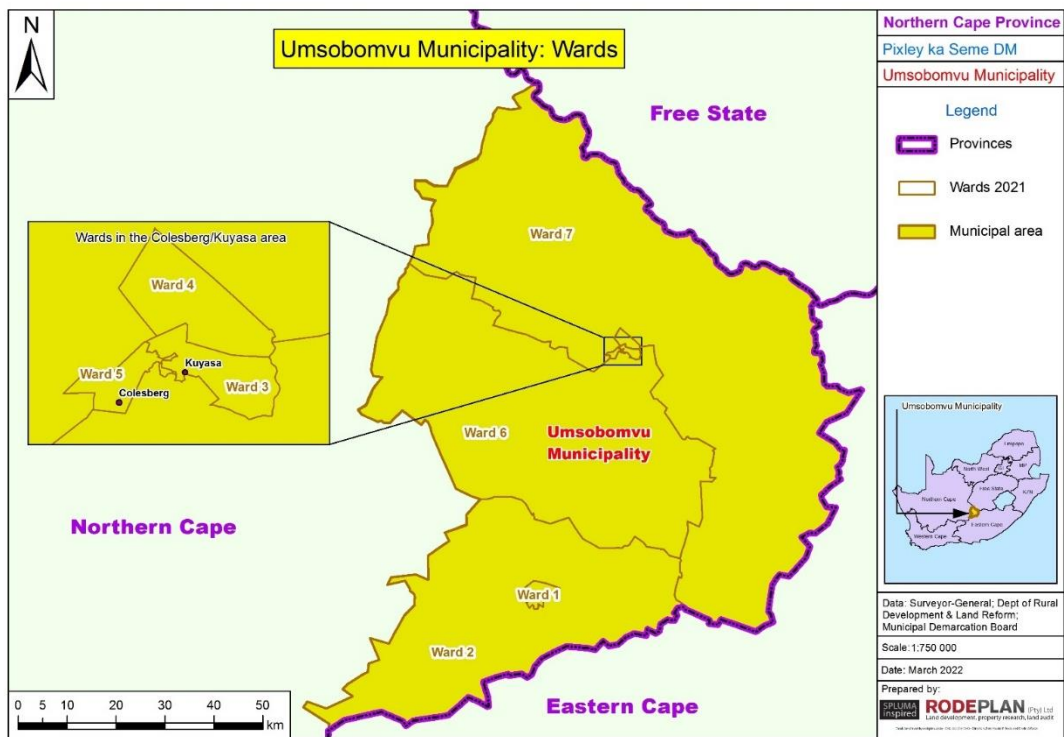 N
Umsobomvu Municipality: Wards
Free State
Ward 7
Wards in the Colesberg/Kuyasa area
Ward 4
Kuyasa
Ward 5
Ward 3
Colesberg
Ward 6
Umsobomvu
Municipality
Northern Cape
Ward 1
Ward 2
Eastern Cape
0 10 20 30 40 50
km
Northern Cape Province
Pixley ka Seme DM
Umsobomvu Municipality
Legend
Provinces
Wards 2021
Municipal area
Umsobomvu Municipality
Limpopo
North West
MP
Free State
KZN
Northern Cape
Eastern Cape
Western Cape
Data: Surveyor-General; Dept of Rural
Development & Land Reform;
Municipal Demarcation Board
Scale: 1:750 000
Date: March 2022
Prepared by:
SPLUMA
inspired
RODEPLAN (Pty) Ltd
Land development, property research, land audit